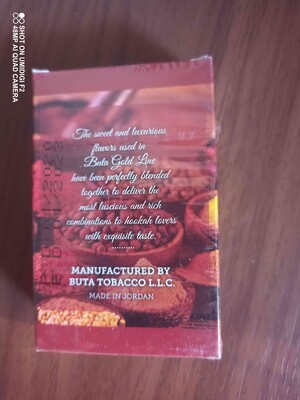 SHOT ON UMIDIGI F2
48MP AI QUAD CAMERA
The sweet and luxurious
flavors used in
Buta Gold Line
have been perfectly blended
together to deliver the
most luscious and rich
combinations to hookah lovers
with exquisite taste.
MANUFACTURED BY
BUTA TOBACCO L.L.C.
MADE IN JORDAN